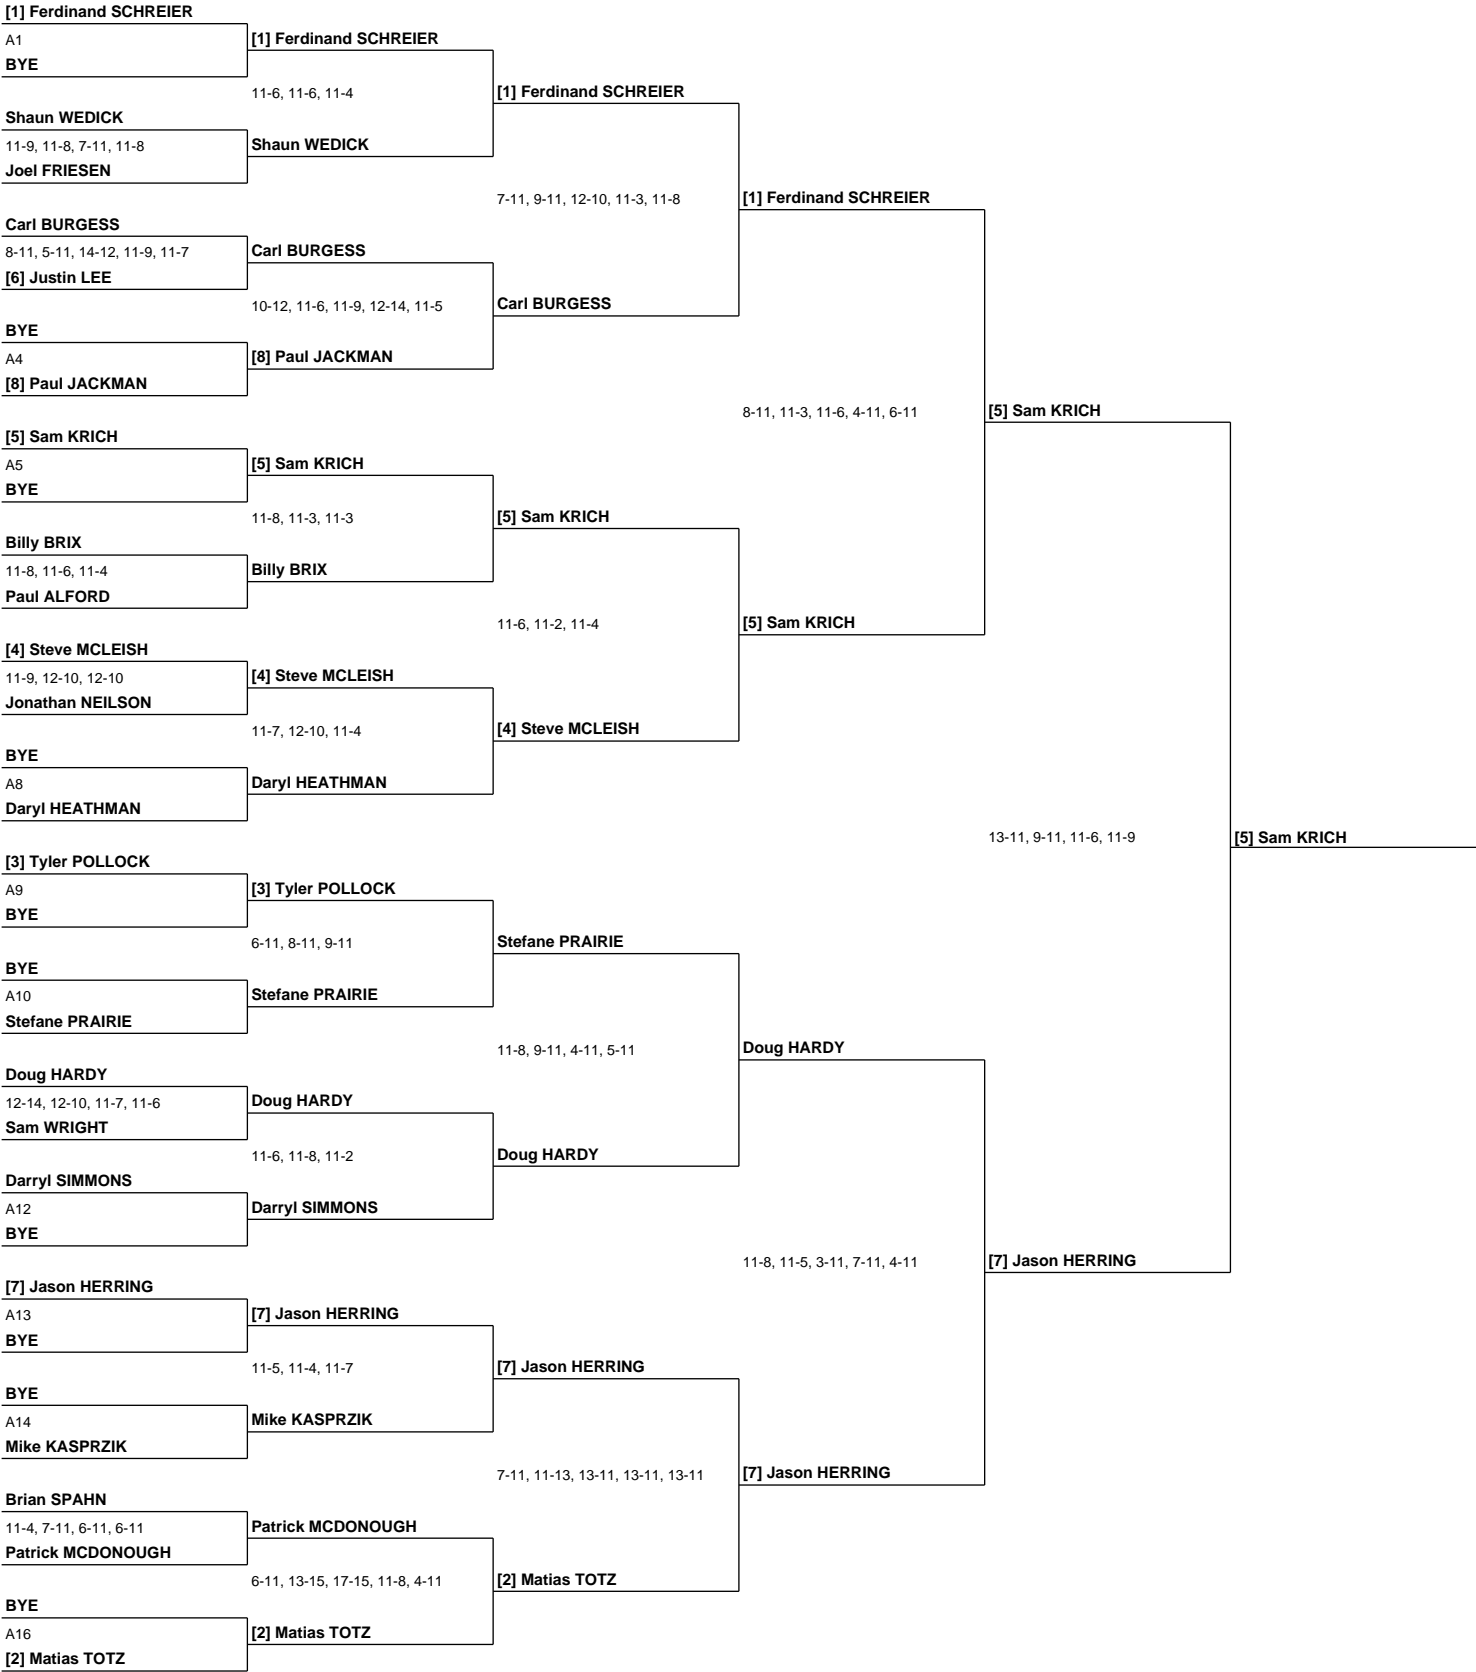 [1] Ferdinand SCHREIER
A1
[1] Ferdinand SCHREIER
BYE
11-6, 11-6, 11-4
[1] Ferdinand SCHREIER
Shaun WEDICK
11-9, 11-8, 7-11, 11-8
Shaun WEDICK
Joel FRIESEN
7-11, 9-11, 12-10, 11-3, 11-8
[1] Ferdinand SCHREIER
Carl BURGESS
8-11, 5-11, 14-12, 11-9, 11-7
Carl BURGESS
[6] Justin LEE
10-12, 11-6, 11-9, 12-14, 11-5
Carl BURGESS
BYE
A4
[8] Paul JACKMAN
[8] Paul JACKMAN
8-11, 11-3, 11-6, 4-11, 6-11
[5] Sam KRICH
[5] Sam KRICH
A5
[5] Sam KRICH
BYE
11-8, 11-3, 11-3
[5] Sam KRICH
Billy BRIX
11-8, 11-6, 11-4
Billy BRIX
Paul ALFORD
11-6, 11-2, 11-4
[5] Sam KRICH
[4] Steve MCLEISH
11-9, 12-10, 12-10
[4] Steve MCLEISH
Jonathan NEILSON
11-7, 12-10, 11-4
[4] Steve MCLEISH
BYE
A8
Daryl HEATHMAN
Daryl HEATHMAN
13-11, 9-11, 11-6, 11-9
[5] Sam KRICH
[3] Tyler POLLOCK
A9
[3] Tyler POLLOCK
BYE
6-11, 8-11, 9-11
Stefane PRAIRIE
BYE
A10
Stefane PRAIRIE
Stefane PRAIRIE
11-8, 9-11, 4-11, 5-11
Doug HARDY
Doug HARDY
12-14, 12-10, 11-7, 11-6
Doug HARDY
Sam WRIGHT
11-6, 11-8, 11-2
Doug HARDY
Darryl SIMMONS
A12
Darryl SIMMONS
BYE
11-8, 11-5, 3-11, 7-11, 4-11
[7] Jason HERRING
[7] Jason HERRING
A13
[7] Jason HERRING
BYE
11-5, 11-4, 11-7
[7] Jason HERRING
BYE
A14
Mike KASPRZIK
Mike KASPRZIK
7-11, 11-13, 13-11, 13-11, 13-11
[7] Jason HERRING
Brian SPAHN
11-4, 7-11, 6-11, 6-11
Patrick MCDONOUGH
Patrick MCDONOUGH
6-11, 13-15, 17-15, 11-8, 4-11
[2] Matias TOTZ
BYE
A16
[2] Matias TOTZ
[2] Matias TOTZ